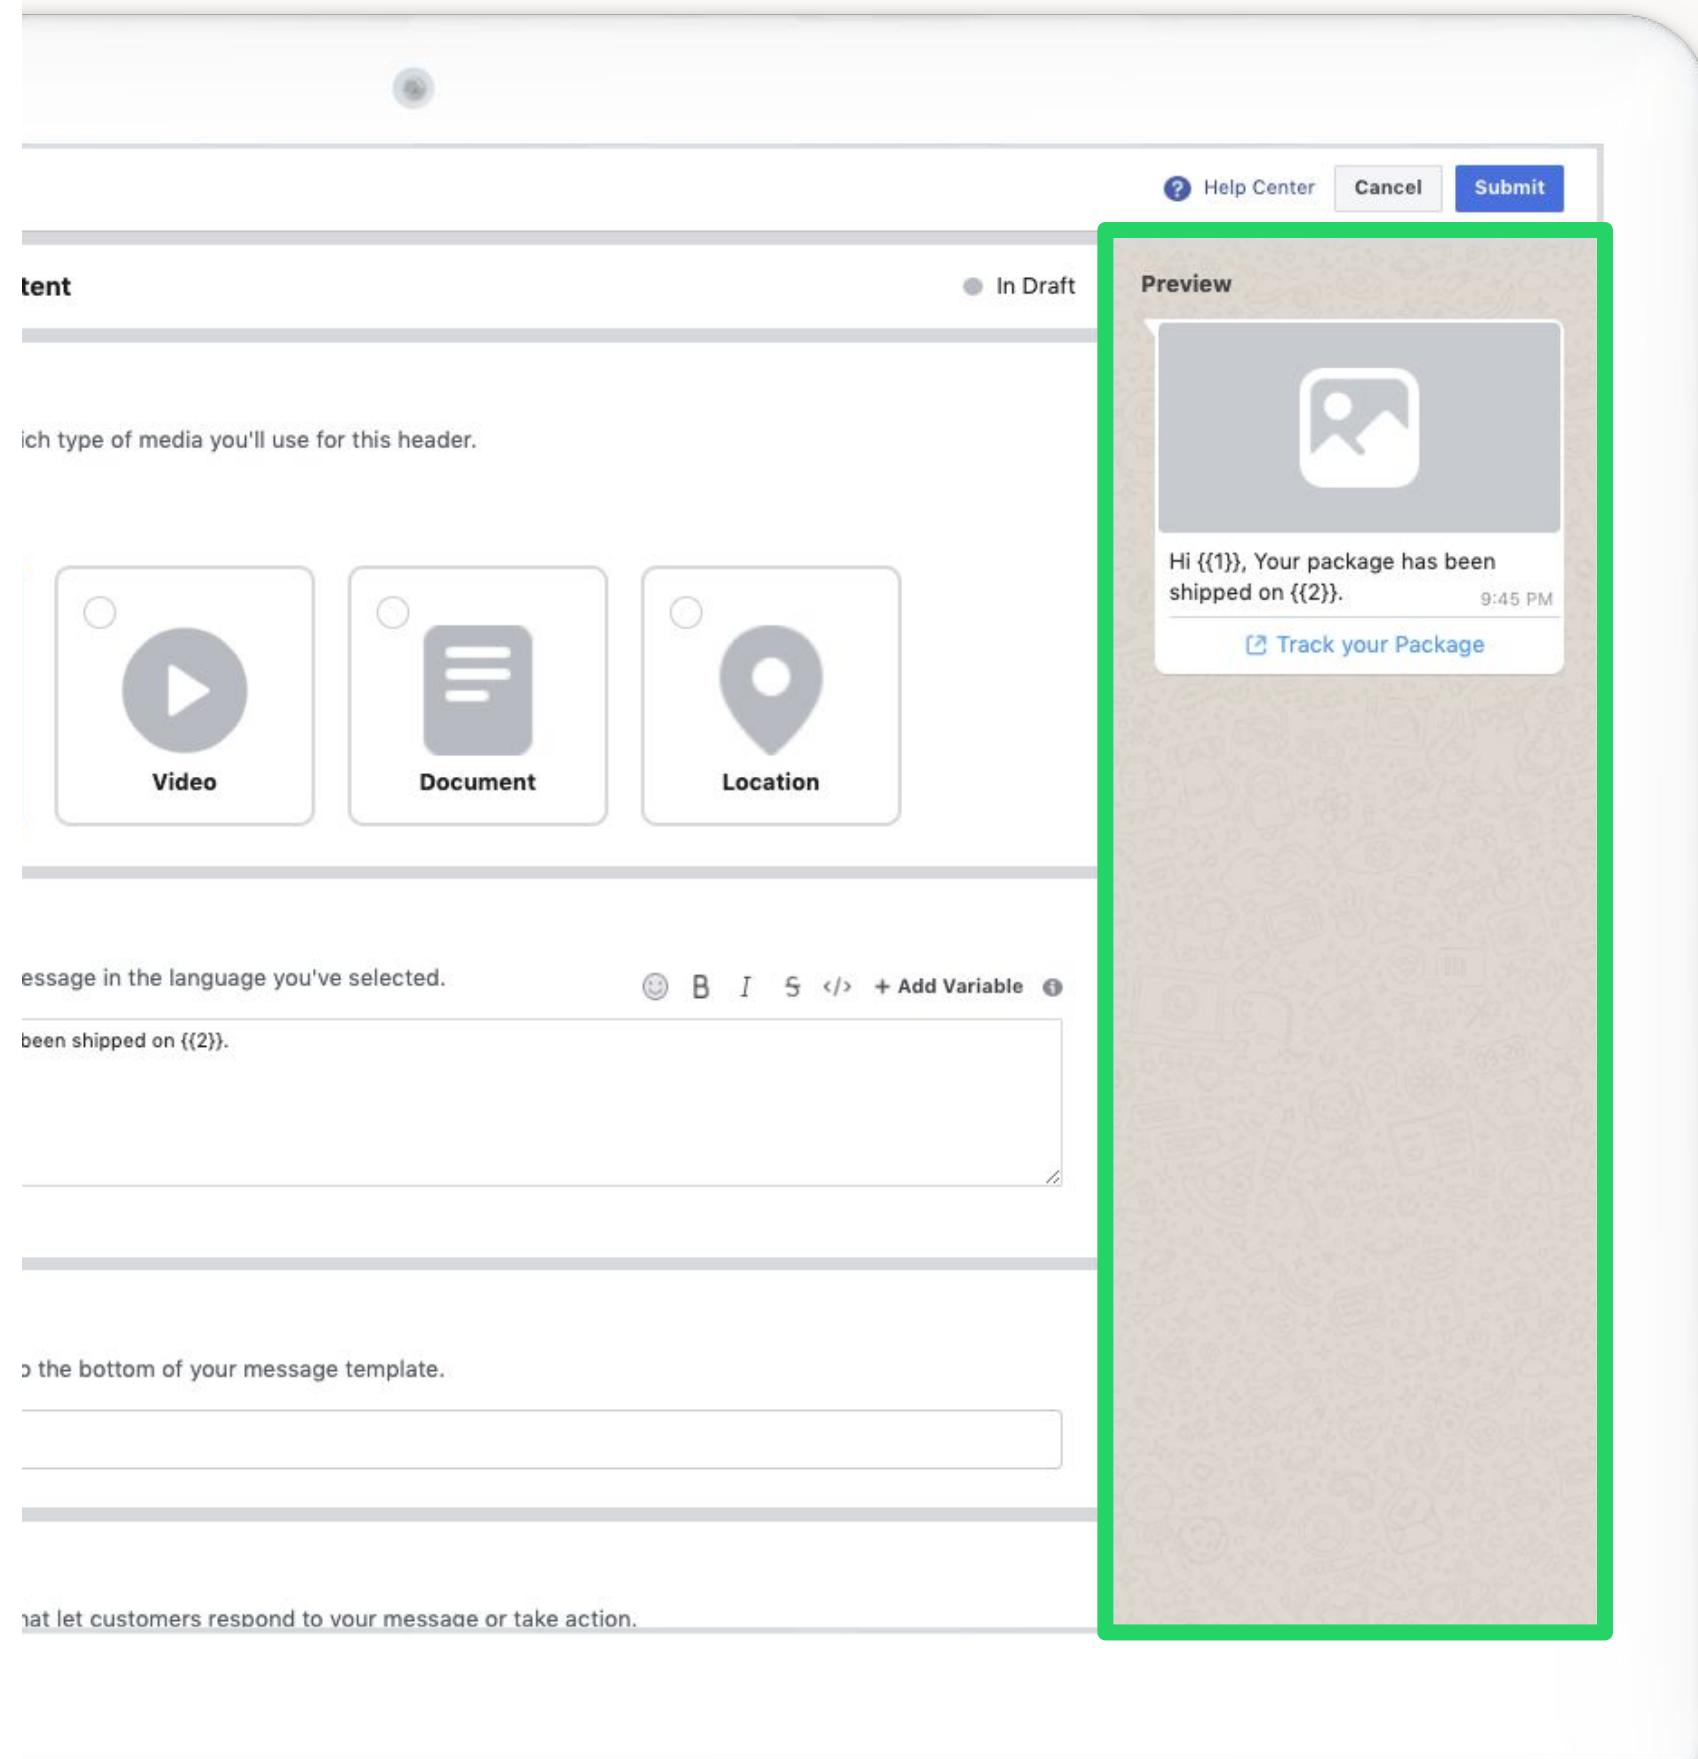 Help Center
Cancel
Submit
tent
In Draft
Preview
ich type of media you'll use for this header.
Hi {{1}}, Your package has been
shipped on {{2}}.
9:45 PM
Track your Package
Video
Document
Location
essage in the language you've selected.
B I S </> + Add Variable
been shipped on {{2}}.
o the bottom of your message template.
hat let customers respond to your message or take action.